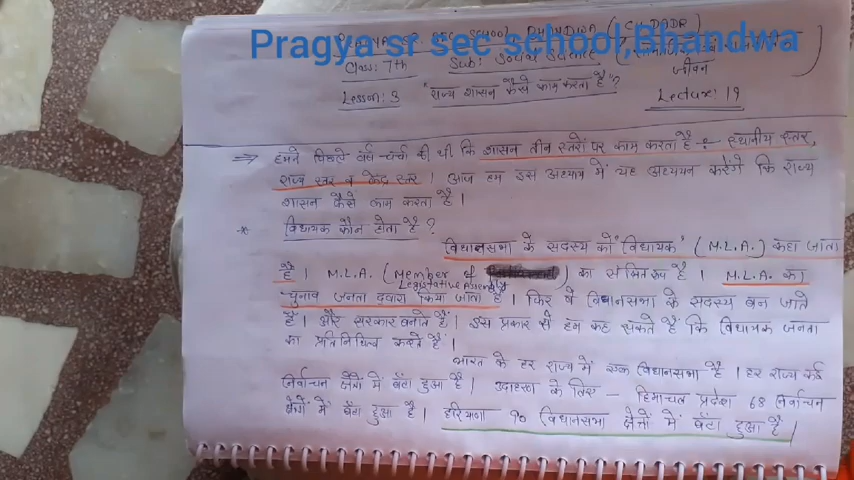 Pragya sr sec school,Bhandwa
Class: 7th Sub: Social Science
जीवन
Lesson: 3 "राज्य शासन कैसे काम करता है"?
Lecture: 19
⇒ हमने पिछले वर्ष चर्चा की थी कि शासन तीन स्तरों पर काम करता है :- स्थानीय स्तर,
राज्य स्तर व केंद्र स्तर। आज हम इस अध्याय में यह अध्ययन करेंगे कि राज्य
शासन कैसे काम करता है।
* विधायक कौन होता है?
विधानसभा के सदस्य को "विधायक" (M.L.A.) कहा जाता
है। M.L.A. (Member of Legislative Assembly) का संक्षिप्त रूप है। M.L.A. का
चुनाव जनता द्वारा किया जाता है। फिर वे विधानसभा के सदस्य बन जाते
हैं। और सरकार बनाते हैं। इस प्रकार से हम कह सकते हैं कि विधायक जनता
का प्रतिनिधित्व करते हैं।
भारत के हर राज्य में एक विधानसभा है। हर राज्य कई
निर्वाचन क्षेत्रों में बँटा हुआ है। उदाहरण के लिए - हिमाचल प्रदेश 68 निर्वाचन
क्षेत्रों में बँटा हुआ है। हरियाणा 90 विधानसभा क्षेत्रों में बँटा हुआ है।